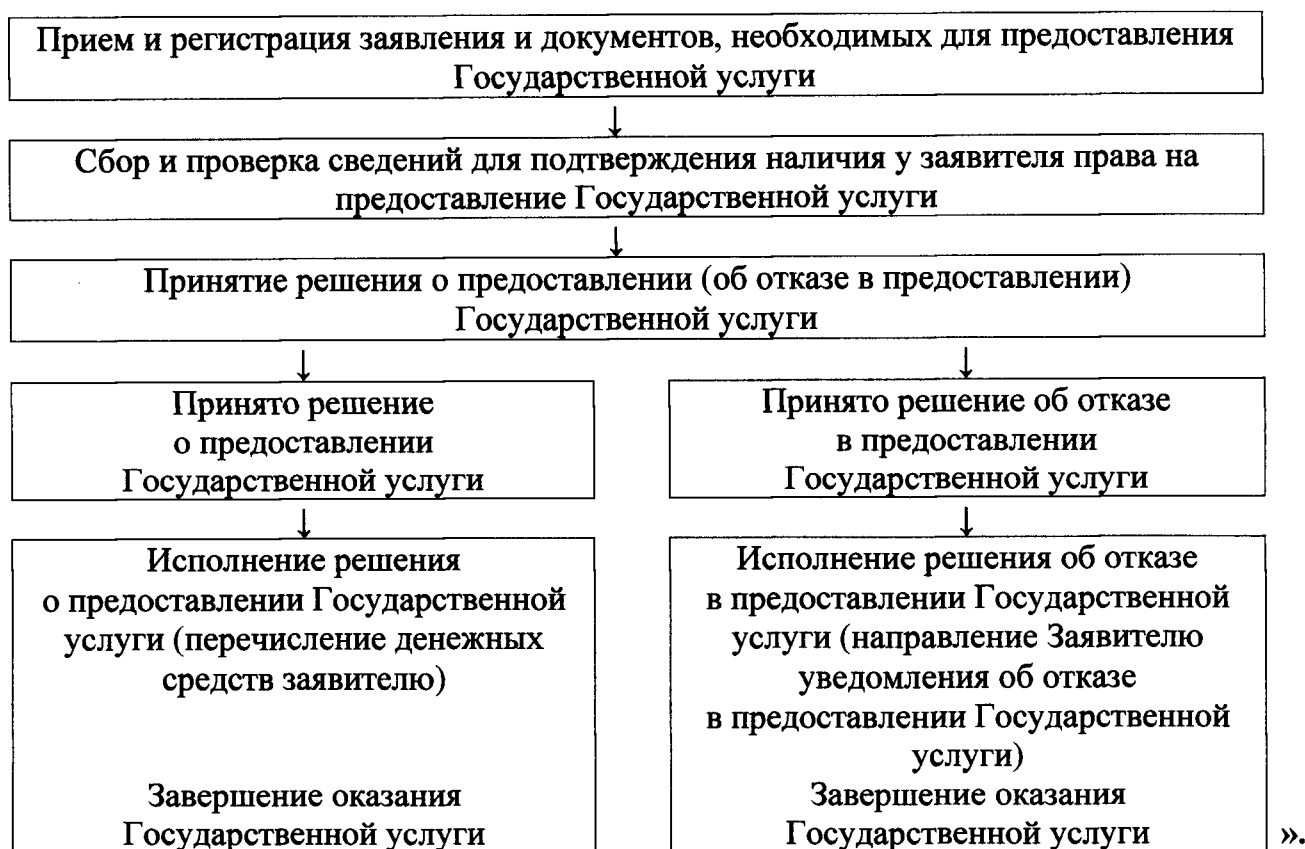 Прием и регистрация заявления и документов, необходимых для предоставления
Государственной услуги
↓
Сбор и проверка сведений для подтверждения наличия у заявителя права на
предоставление Государственной услуги
↓
Принятие решения о предоставлении (об отказе в предоставлении)
Государственной услуги
↓
Принято решение
о предоставлении
Государственной услуги
↓
Исполнение решения
о предоставлении Государственной
услуги (перечисление денежных
средств заявителю)
Завершение оказания
Государственной услуги
↓
Принято решение об отказе
в предоставлении
Государственной услуги
↓
Исполнение решения об отказе
в предоставлении Государственной
услуги (направление Заявителю
уведомления об отказе
в предоставлении Государственной
услуги)
Завершение оказания
Государственной услуги
».